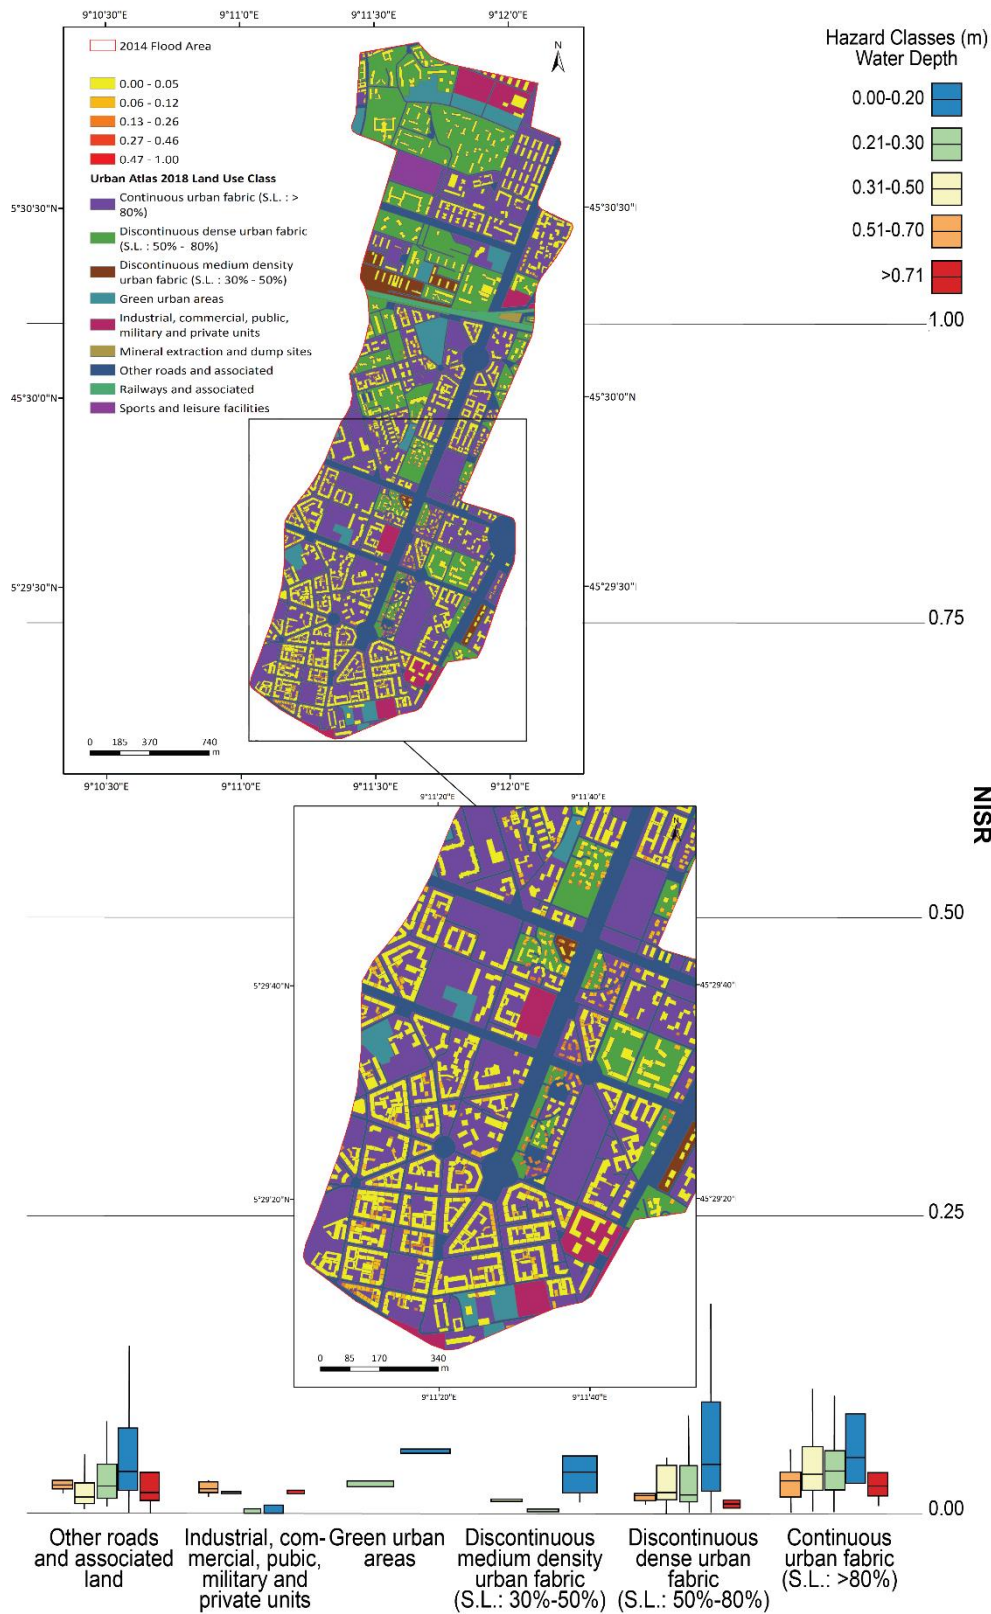 9°10'30"E 9°11'0"E 9°11'30"E 9°12'0"E
2014 Flood Area
N
0.00 - 0.05
0.06 - 0.12
0.13 - 0.26
0.27 - 0.46
0.47 - 1.00
Urban Atlas 2018 Land Use Class
Continuous urban fabric (S.L. : >
80%)
Discontinuous dense urban fabric
(S.L. : 50% - 80%)
Discontinuous medium density
urban fabric (S.L. : 30% - 50%)
Green urban areas
Industrial, commercial, public,
military and private units
Mineral extraction and dump sites
Other roads and associated
Railways and associated
Sports and leisure facilities
Hazard Classes (m)
Water Depth
0.00-0.20
0.21-0.30
0.31-0.50
0.51-0.70
>0.71
5°30'30"N 45°30'30"N
45°30'0"N 45°30'0"N
5°29'30"N 45°29'30"N
0 185 370 740
m
9°10'30"E 9°11'0"E 9°11'30"E 9°12'0"E
1.00
0.75
NISR
0.50
0.25
0.00
9°11'20"E 9°11'40"E
N
5°29'40"N 45°29'40"
5°29'20"N 45°29'20"
0 85 170 340
m
9°11'20"E 9°11'40"E
Other roads
and associated
land
Industrial, com-
mercial, pubic,
military and
private units
Green urban
areas
Discontinuous
medium density
urban fabric
(S.L.: 30%-50%)
Discontinuous
dense urban
fabric
(S.L.: 50%-80%)
Continuous
urban fabric
(S.L.: >80%)